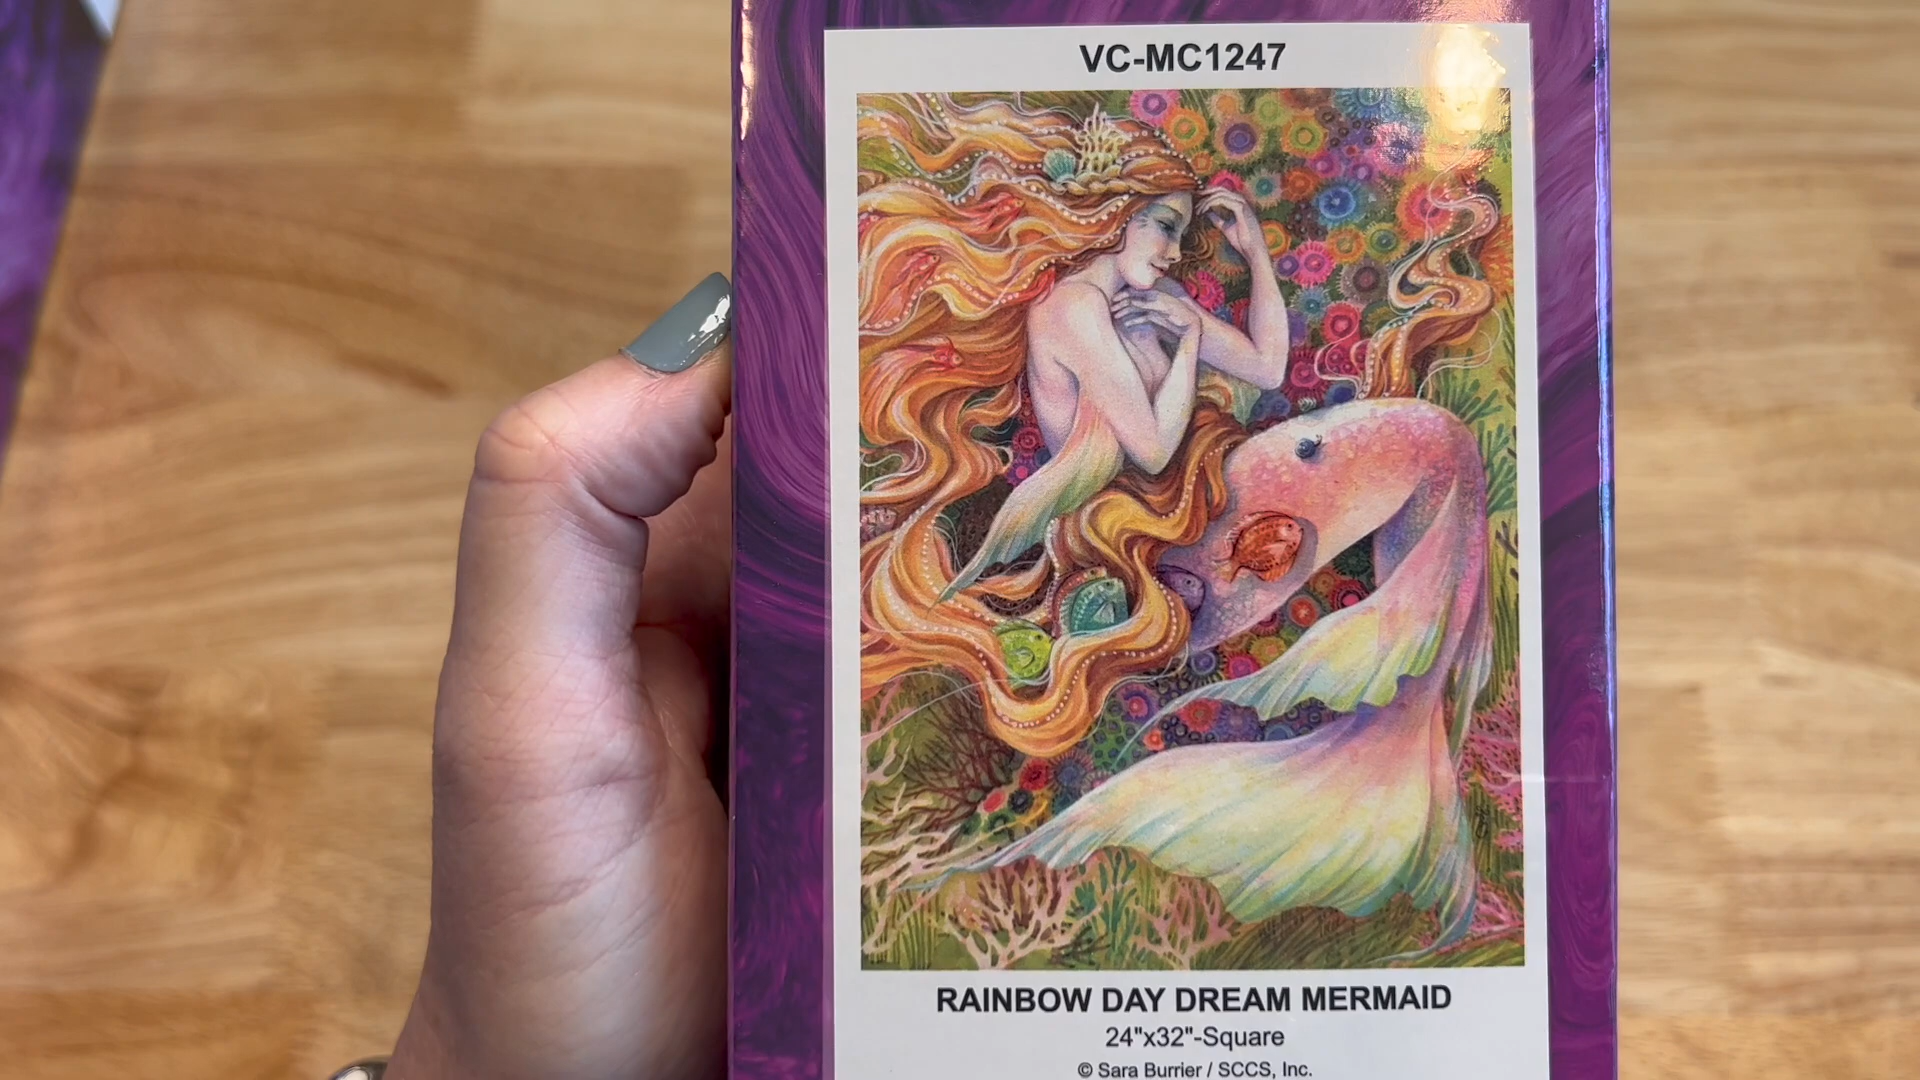 VC-MC1247
RAINBOW DAY DREAM MERMAID
24"x32"-Square
© Sara Burrier / SCCS, Inc.